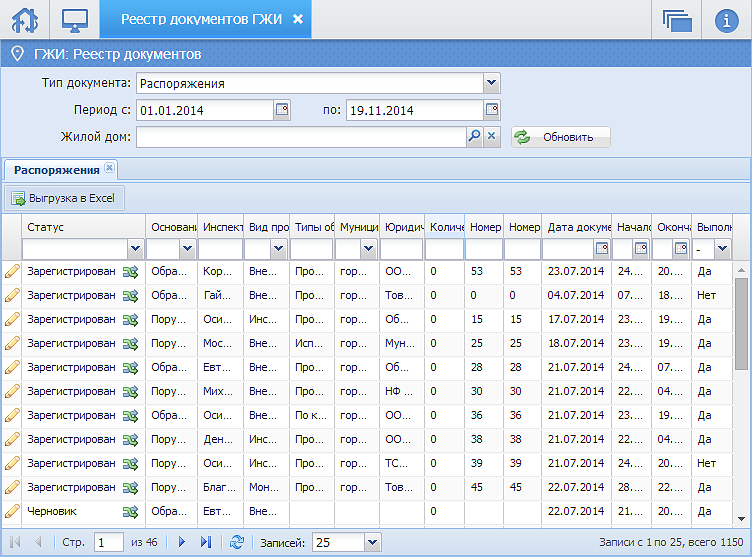 Реестр документов ГЖИ
ГЖИ: Реестр документов
Тип документа: Распоряжения
Период с: 01.01.2014 по: 19.11.2014
Жилой дом: Обновить
Распоряжения
Выгрузка в Excel
Статус Основани Инспект Вид про Типы об Муници Юридич Количе Номер Номер Дата докуме Начало Оконча Выполн
-
Зарегистрирован Обра... Кор... Вне... Про... гор... ОО... 0 53 53 23.07.2014 24.... 20.... Да
Зарегистрирован Обра... Гай... Вне... Про... гор... Тов... 0 0 0 04.07.2014 07.... 18.... Нет
Зарегистрирован Пору... Оси... Инс... Про... гор... Об... 0 15 15 17.07.2014 23.... 19.... Да
Зарегистрирован Пору... Мос... Вне... Исп... гор... Мун... 0 25 25 18.07.2014 23.... 19.... Да
Зарегистрирован Обра... Евт... Вне... Про... гор... Об... 0 28 28 21.07.2014 24.... 07.... Да
Зарегистрирован Пору... Мих... Вне... Про... гор... НФ ... 0 30 30 21.07.2014 22.... 04.... Да
Зарегистрирован Обра... Оси... Вне... По к... гор... ОО... 0 36 36 21.07.2014 23.... 19.... Да
Зарегистрирован Пору... Ден... Инс... Про... гор... ОО... 0 38 38 21.07.2014 22.... 04.... Да
Зарегистрирован Пору... Оси... Инс... Про... гор... ТС... 0 39 39 21.07.2014 24.... 20.... Нет
Зарегистрирован Пору... Благ... Мон... Про... гор... Тов... 0 45 45 22.07.2014 28.... 22.... Да
Черновик Обра... Евт... Вне... 0 22.07.2014 21.... 20.... Да
Стр. 1 из 46 Записей: 25 Записи с 1 по 25, всего 1150